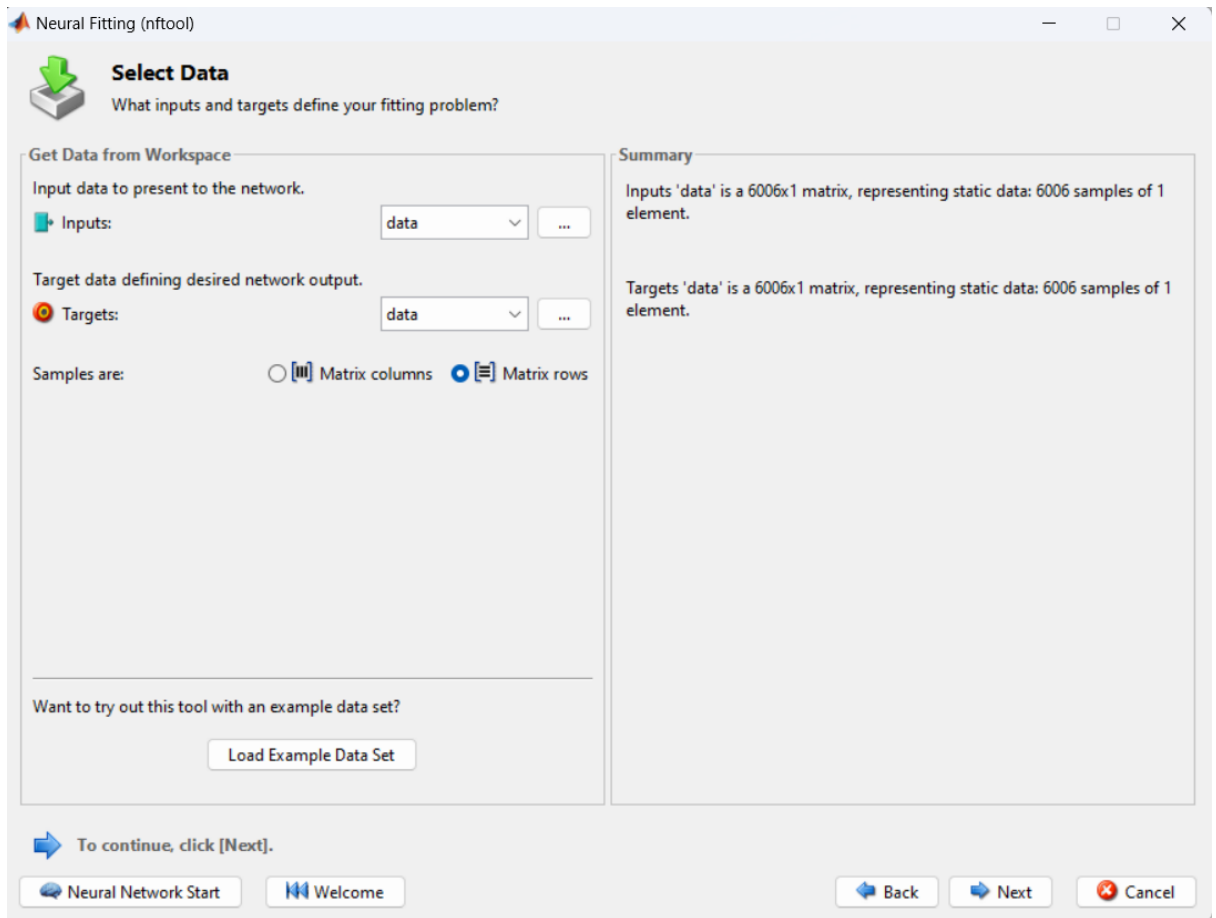 Neural Fitting (nftool)
Select Data
What inputs and targets define your fitting problem?
Get Data from Workspace
Input data to present to the network.
Inputs:
data
...
Target data defining desired network output.
Targets:
data
...
Samples are:
Matrix columns
Matrix rows
Want to try out this tool with an example data set?
Load Example Data Set
Summary
Inputs 'data' is a 6006x1 matrix, representing static data: 6006 samples of 1
element.
Targets 'data' is a 6006x1 matrix, representing static data: 6006 samples of 1
element.
To continue, click [Next].
Neural Network Start
Welcome
Back
Next
Cancel